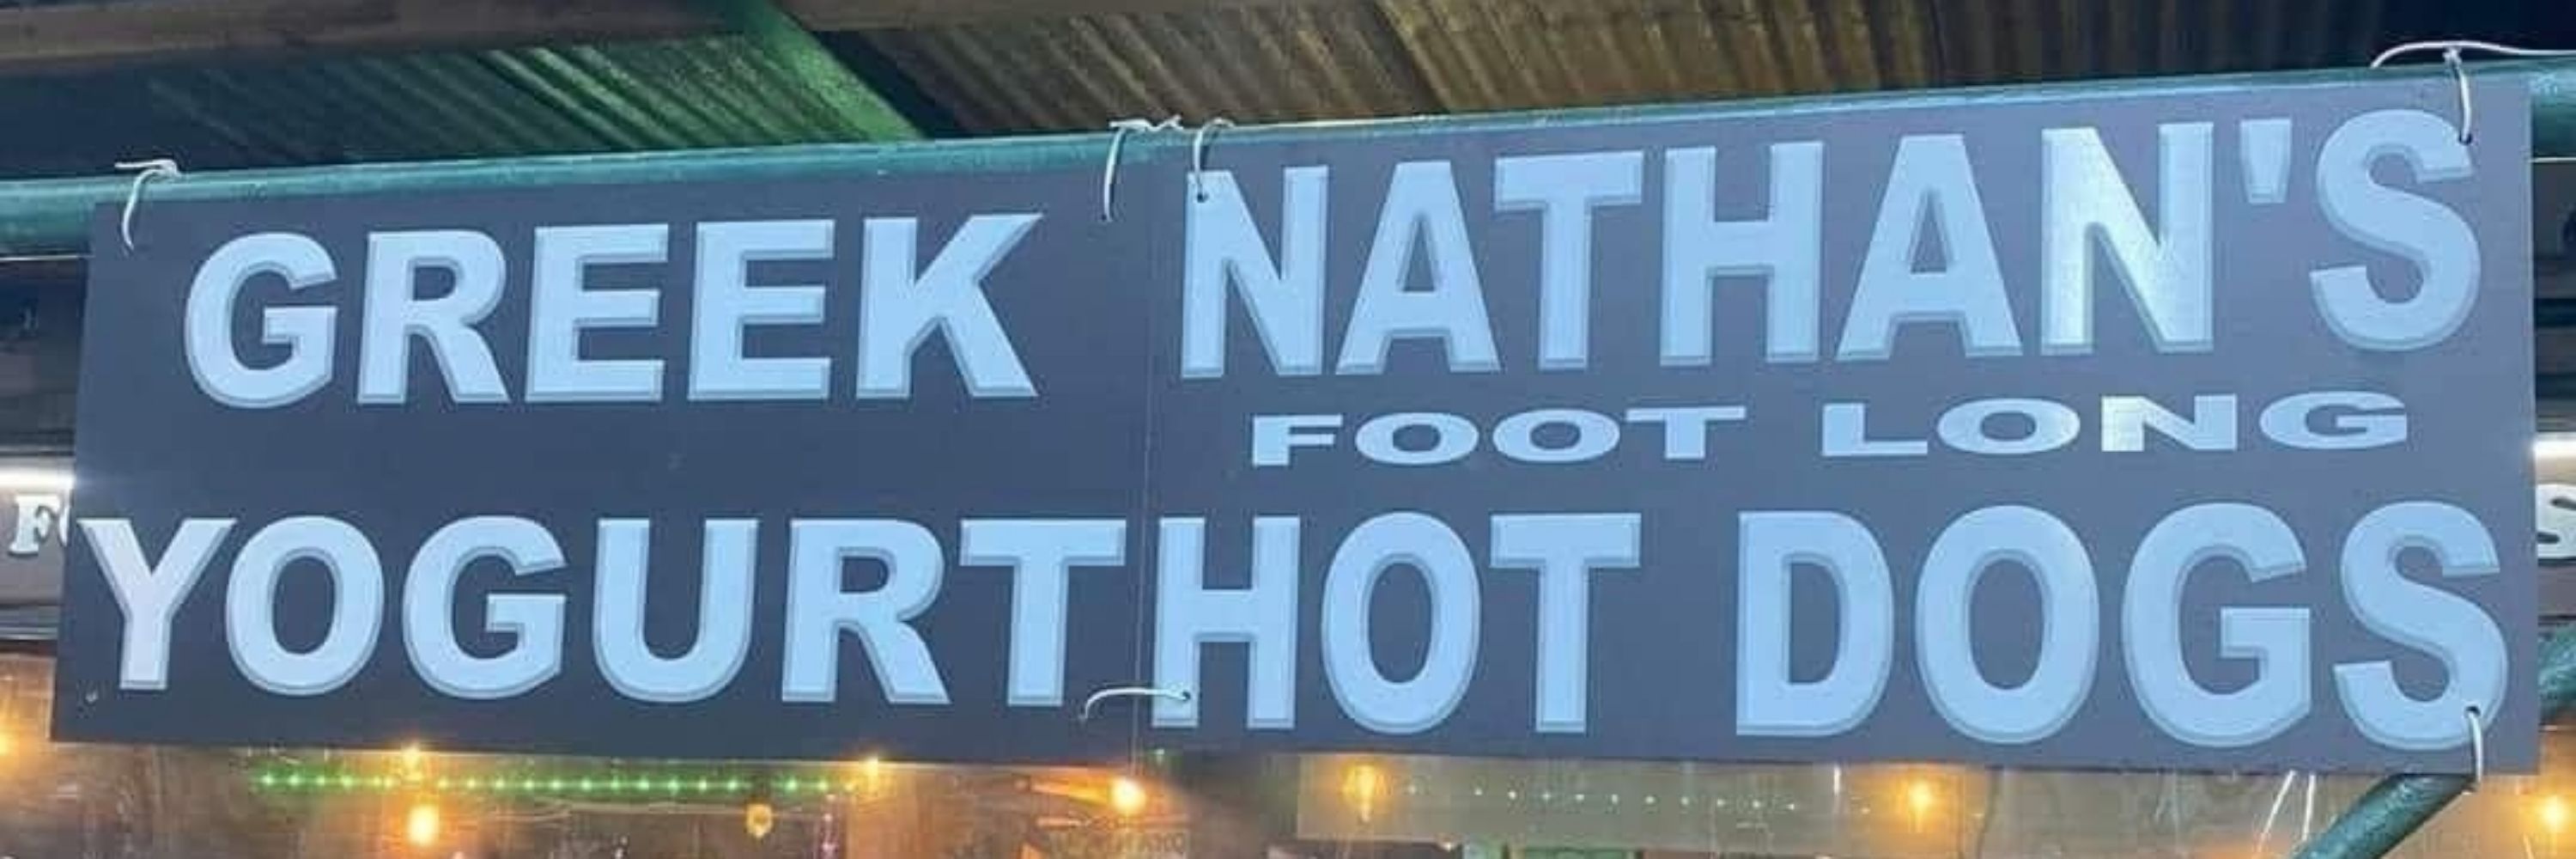 GREEK
YOGURT
NATHAN'S
FOOT LONG
HOT DOGS